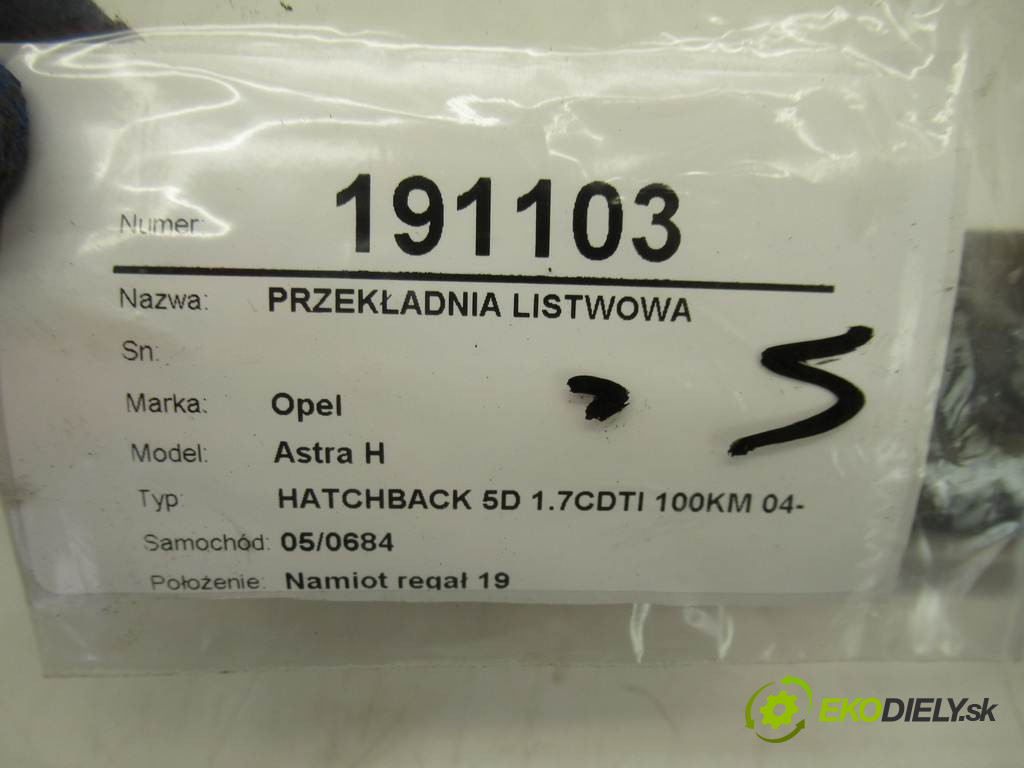 Numer: 191103
Nazwa: PRZEKŁADNIA LISTWOWA
Sn:
Marka: Opel
Model: Astra H
Typ: HATCHBACK 5D 1.7CDTI 100KM 04-
Samochód: 05/0684
Położenie: Namiot regał 19
EKODIELY.sk